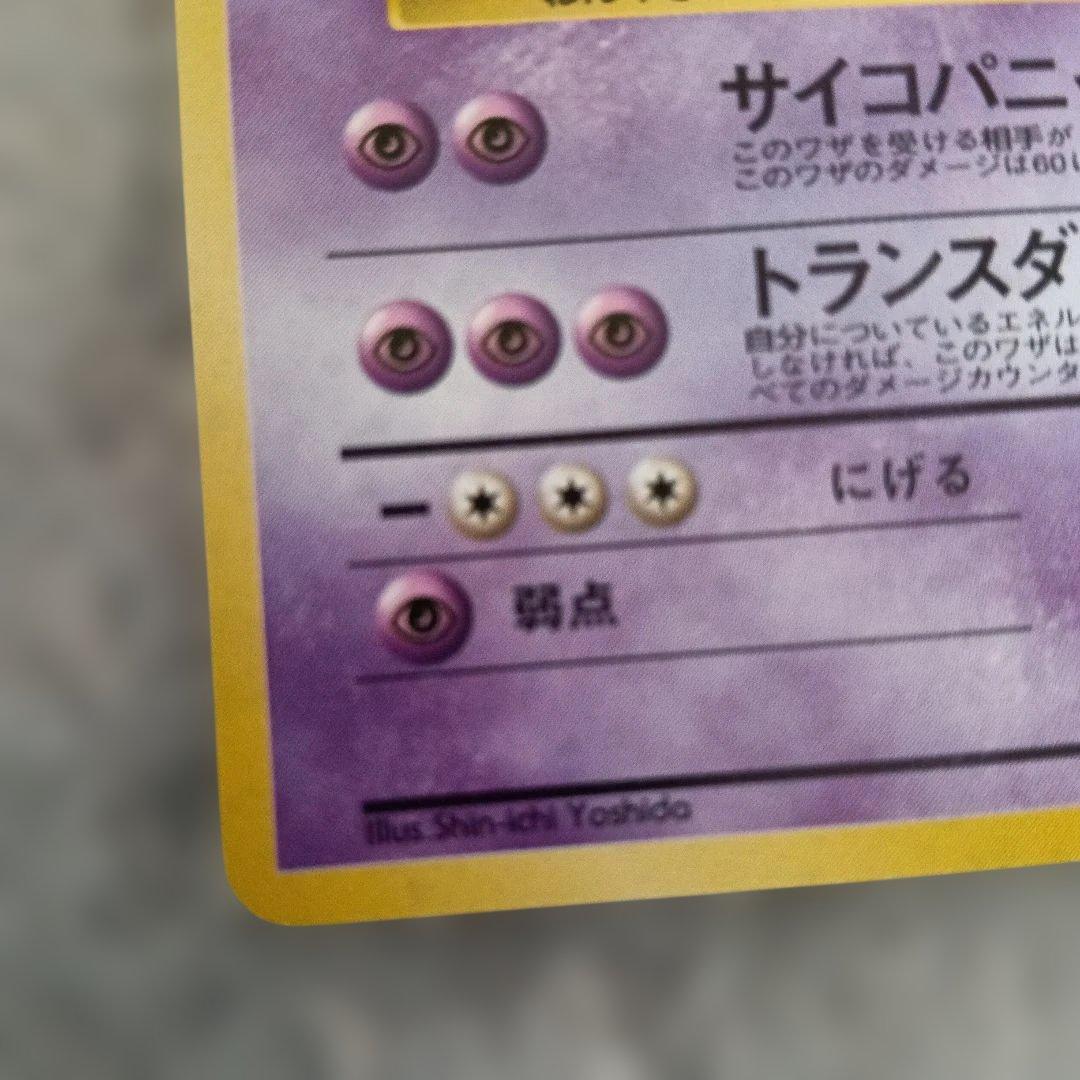 サイコパニ
このワザを受ける相手が
このワザのダメージは60
トランスダ
自分についているエネル
しなければ、このワザは
べてのダメージカウンタ
にげる
弱点
Illus. Shin-ichi Yoshida